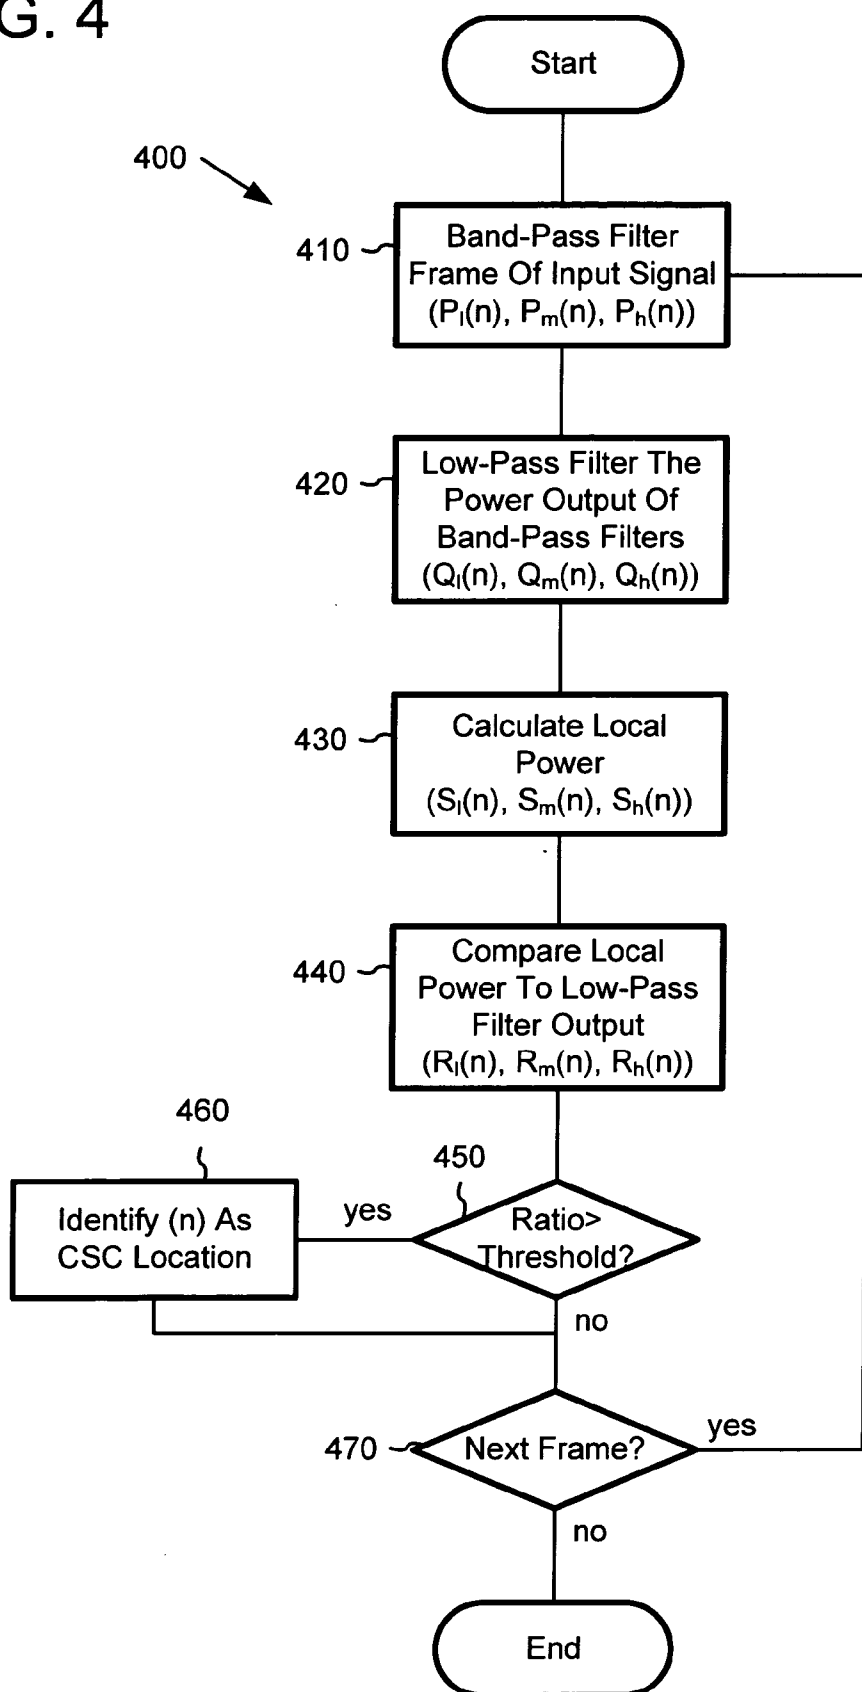 G. 4
Start
400
410
Band-Pass Filter
Frame Of Input Signal
(Pl(n), Pm(n), Ph(n))
420
Low-Pass Filter The
Power Output Of
Band-Pass Filters
(Ql(n), Qm(n), Qh(n))
430
Calculate Local
Power
(Sl(n), Sm(n), Sh(n))
440
Compare Local
Power To Low-Pass
Filter Output
(Rl(n), Rm(n), Rh(n))
460
450
Identify (n) As
CSC Location
yes
Ratio>
Threshold?
no
470
Next Frame?
yes
no
End